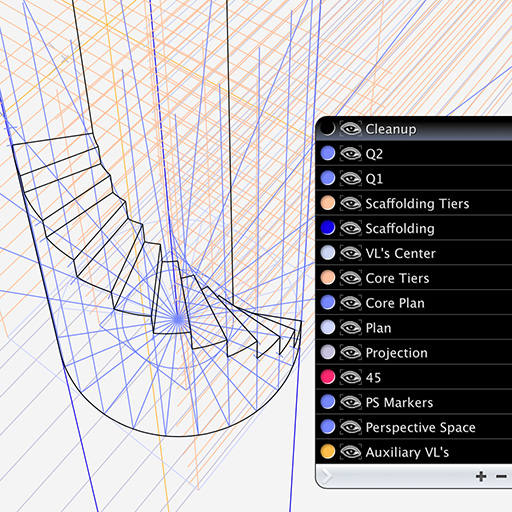 Cleanup
Q2
Q1
Scaffolding Tiers
Scaffolding
VL's Center
Core Tiers
Core Plan
Plan
Projection
45
PS Markers
Perspective Space
Auxiliary VL's